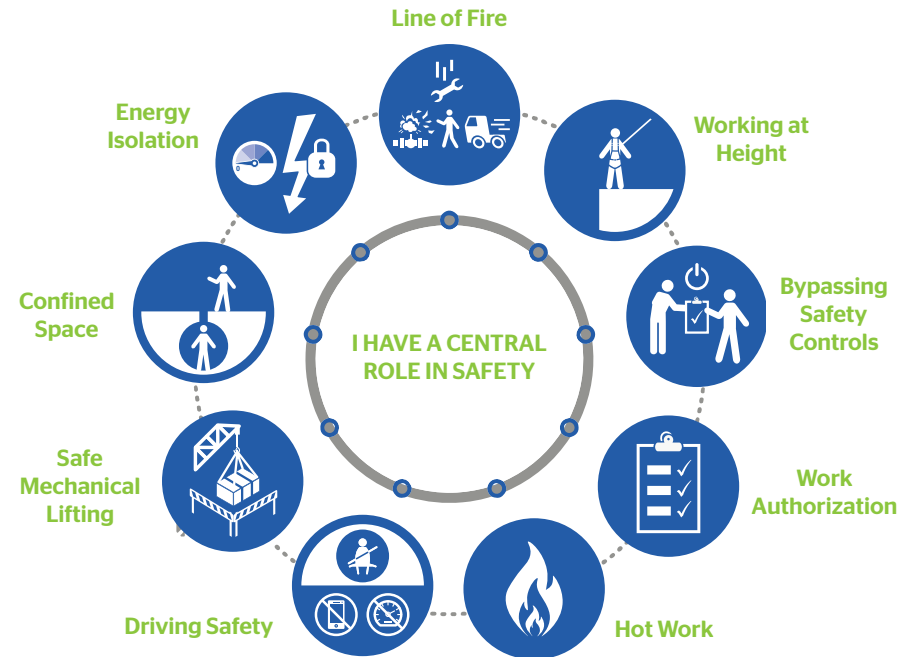 Line of Fire
Working at
Height
Bypassing
Safety
Controls
Work
Authorization
Hot Work
Driving Safety
Safe
Mechanical
Lifting
Confined
Space
Energy
Isolation
I HAVE A CENTRAL
ROLE IN SAFETY